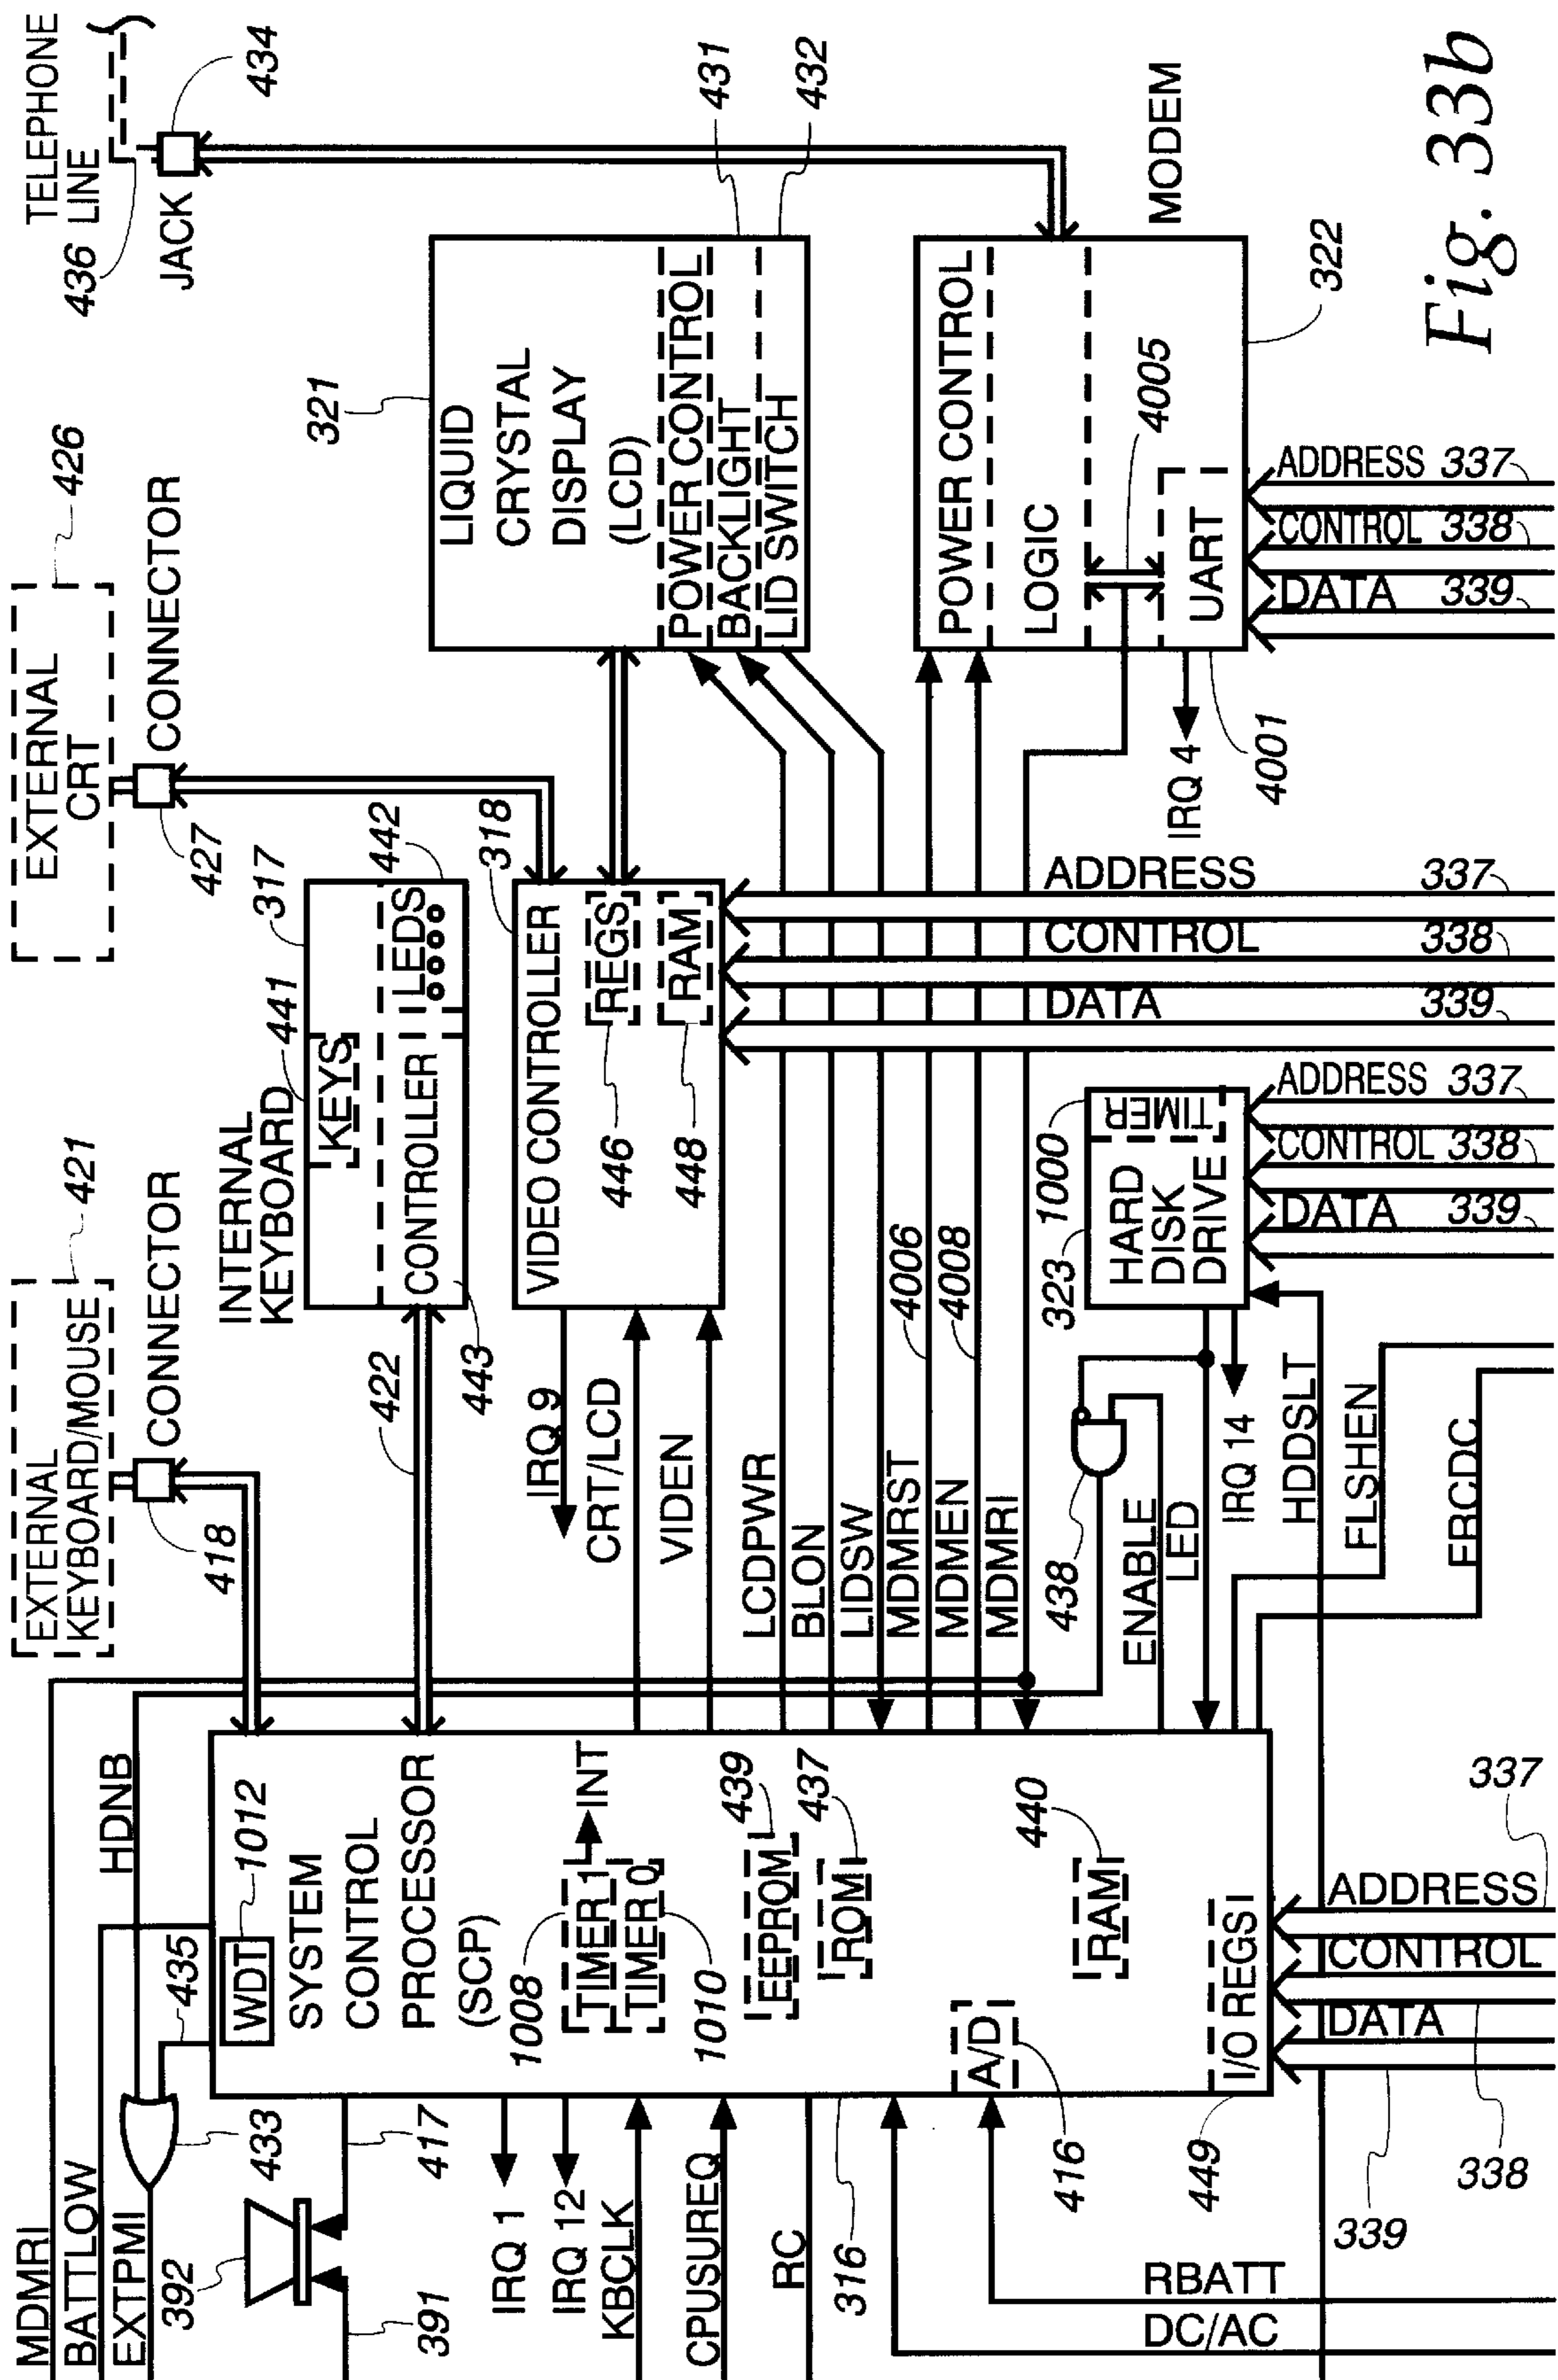 EXTERNAL
KEYBOARD/MOUSE
421
418
CONNECTOR
EXTERNAL
CRT
426
427
CONNECTOR
TELEPHONE
LINE
436
434
JACK
MDMRI
BATTLOW
EXTPMI
HDNB
433
435
392
391
417
IRQ 1
IRQ 12
KBCLK
CPUSUREQ
RC
316
RBATT
DC/AC
WDT
1012
SYSTEM
CONTROL
PROCESSOR
(SCP)
1008
TIMER 1
INT
TIMER 0
1010
EEPROM
439
ROM
437
A/D
416
RAM
440
I/O REGS
449
ADDRESS
337
CONTROL
338
DATA
339
INTERNAL
KEYBOARD
441
317
KEYS
CONTROLLER
LEDS
442
422
443
VIDEO CONTROLLER
318
REGS
446
RAM
448
IRQ 9
CRT/LCD
VIDEN
LCDPWR
BLON
LIDSW
MDMRST
4006
MDMEN
4008
MDMRI
438
ENABLE
LED
IRQ 14
HDDSLT
FLSHEN
FRCDC
323
1000
HARD
DISK
DRIVE
TIMER
ADDRESS 337
CONTROL 338
DATA 339
ADDRESS 337
CONTROL 338
DATA 339
321
LIQUID
CRYSTAL
DISPLAY
(LCD)
POWER CONTROL
BACKLIGHT
LID SWITCH
431
432
POWER CONTROL
LOGIC
4005
UART
MODEM
322
IRQ 4
4001
ADDRESS 337
CONTROL 338
DATA 339
Fig. 33b